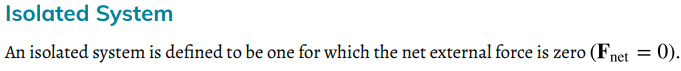 Isolated System
An isolated system is defined to be one for which the net external force is zero (F_net = 0).